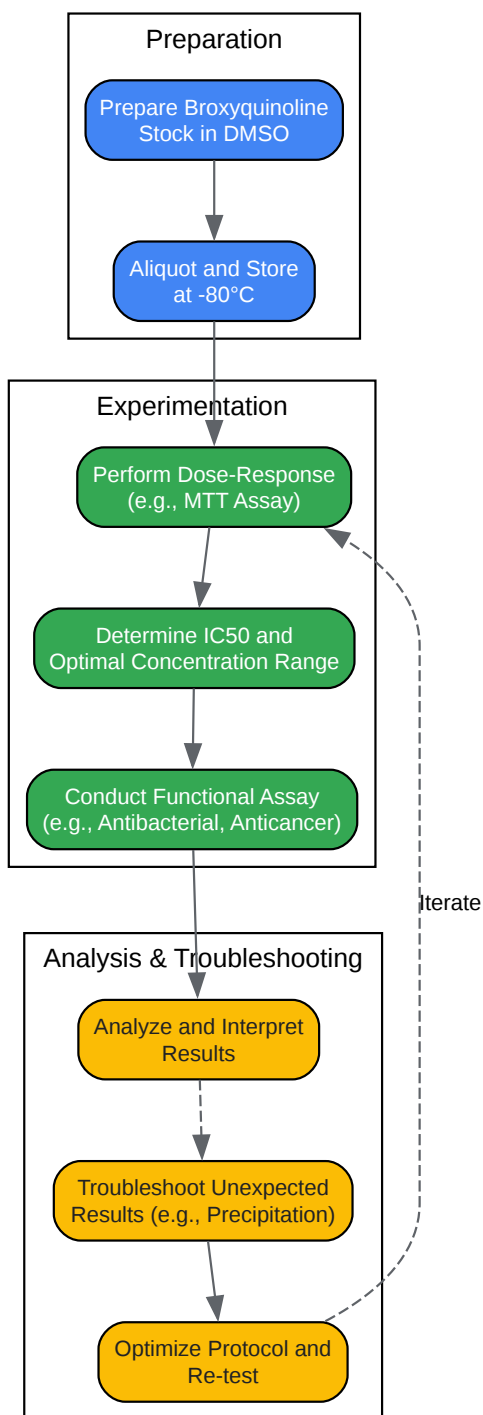 Preparation
Prepare Broxyquinoline
Stock in DMSO
Aliquot and Store
at -80°C
Experimentation
Perform Dose-Response
(e.g., MTT Assay)
Determine IC50 and
Optimal Concentration Range
Conduct Functional Assay
(e.g., Antibacterial, Anticancer)
Iterate
Analysis & Troubleshooting
Analyze and Interpret
Results
Troubleshoot Unexpected
Results (e.g., Precipitation)
Optimize Protocol and
Re-test